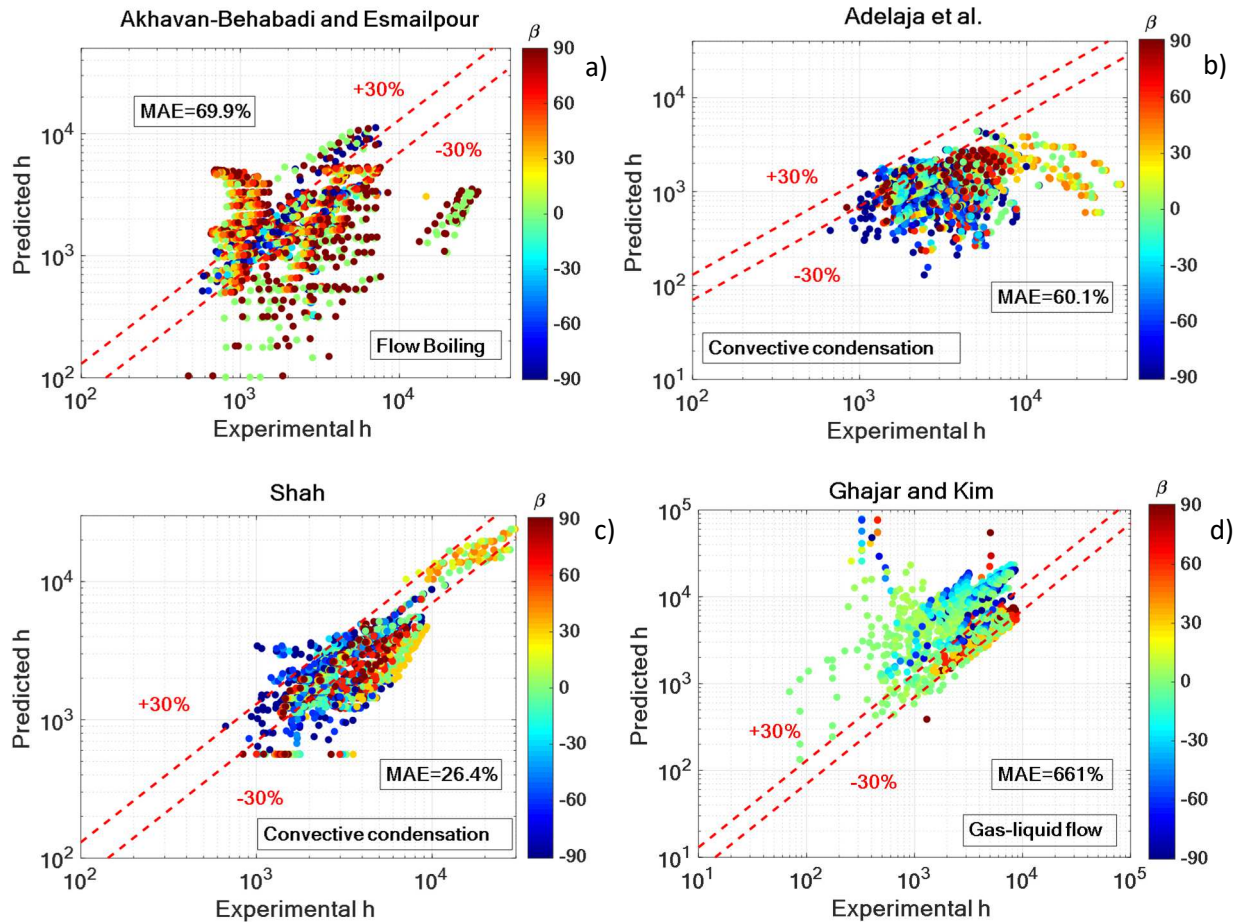 Akhavan-Behabadi and Esmailpour
β
a)
90
60
30
0
-30
-60
-90
+30%
-30%
MAE=69.9%
Flow Boiling
Predicted h
10^4
10^3
10^2
10^2
10^3
10^4
Experimental h
Adelaja et al.
β
b)
90
60
30
0
-30
-60
-90
+30%
-30%
MAE=60.1%
Convective condensation
Predicted h
10^4
10^3
10^2
10^1
10^2
10^3
10^4
Experimental h
Shah
β
c)
90
60
30
0
-30
-60
-90
+30%
-30%
MAE=26.4%
Convective condensation
Predicted h
10^4
10^3
10^2
10^2
10^3
10^4
Experimental h
Ghajar and Kim
β
d)
90
60
30
0
-30
-60
-90
+30%
-30%
MAE=661%
Gas-liquid flow
Predicted h
10^5
10^4
10^3
10^2
10^1
10^1
10^2
10^3
10^4
10^5
Experimental h